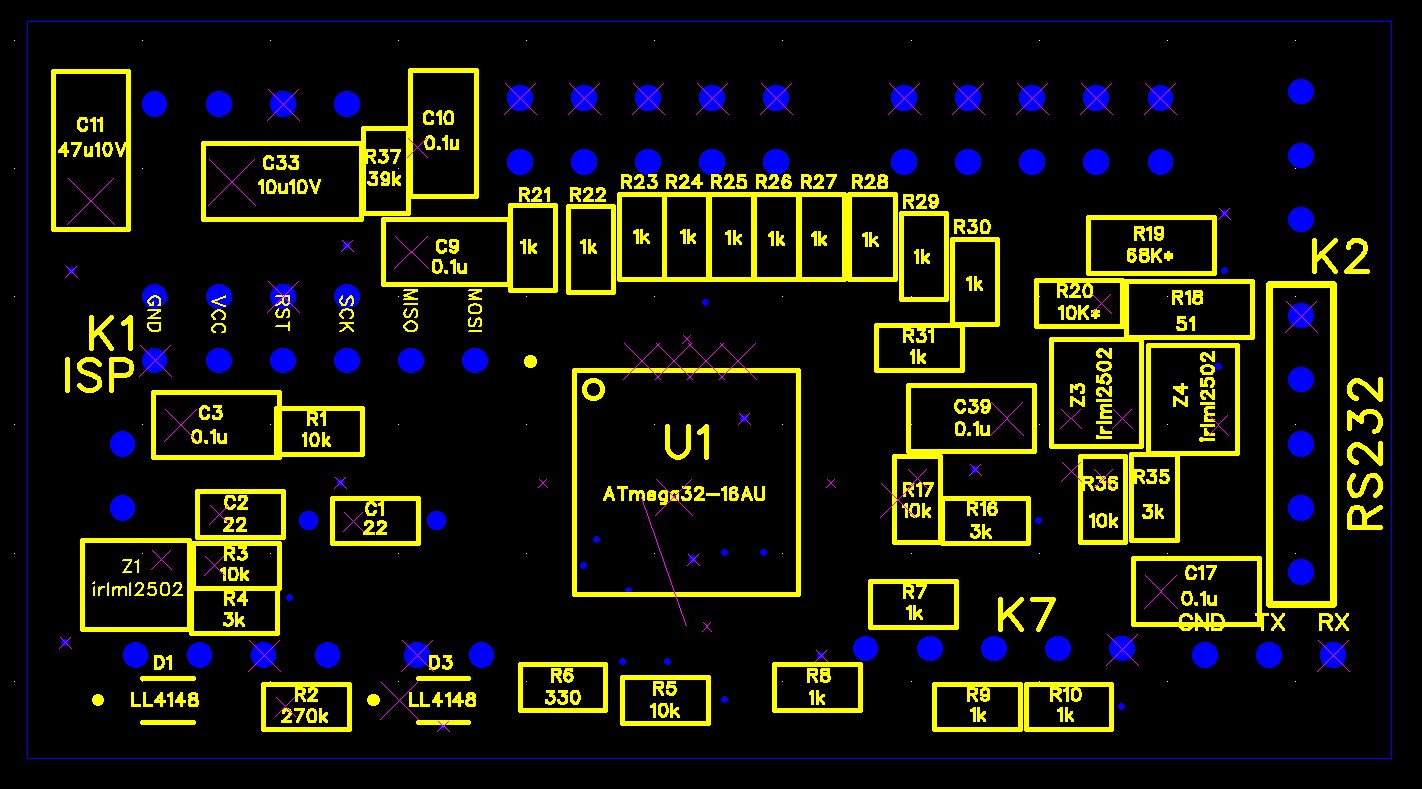 C11
47u10V
C33
10u10V
R37
39k
C10
0.1u
C9
0.1u
R21
1k
R22
1k
R23
1k
R24
1k
R25
1k
R26
1k
R27
1k
R28
1k
R29
1k
R30
1k
R31
1k
R19
68K*
R20
10K*
R18
51
K2
RS232
GND
VCC
RST
SCK
MISO
MOSI
K1
ISP
C3
0.1u
R1
10k
U1
ATmega32-16AU
C39
0.1u
Z3
irlml2502
Z4
irlml2502
C2
22
C1
22
R17
10k
R16
3k
R36
10k
R35
3k
Z1
irlml2502
R3
10k
R4
3k
C17
0.1u
R7
1k
K7
GND
TX
RX
D1
LL4148
R2
270k
D3
LL4148
R6
330
R5
10k
R8
1k
R9
1k
R10
1k